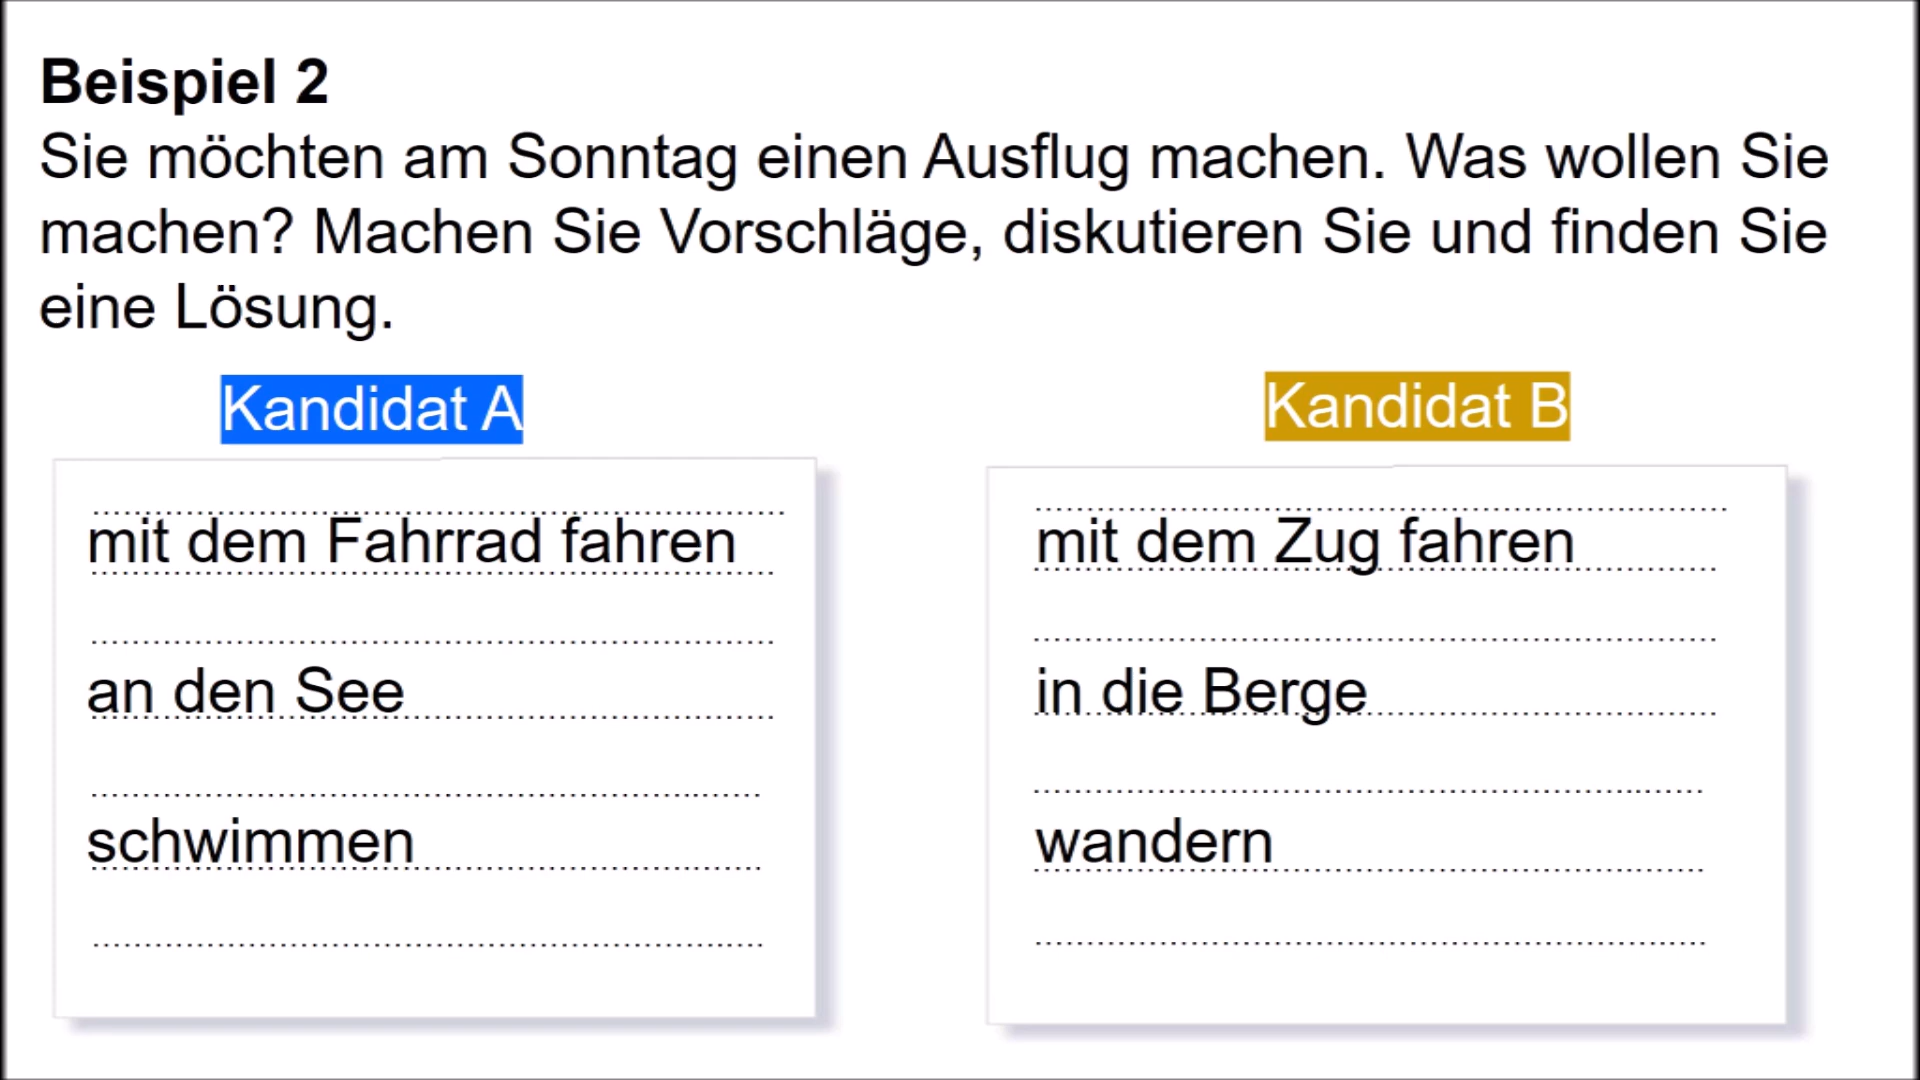 Beispiel 2
Sie möchten am Sonntag einen Ausflug machen. Was wollen Sie
machen? Machen Sie Vorschläge, diskutieren Sie und finden Sie
eine Lösung.
Kandidat A
mit dem Fahrrad fahren
an den See
schwimmen
Kandidat B
mit dem Zug fahren
in die Berge
wandern